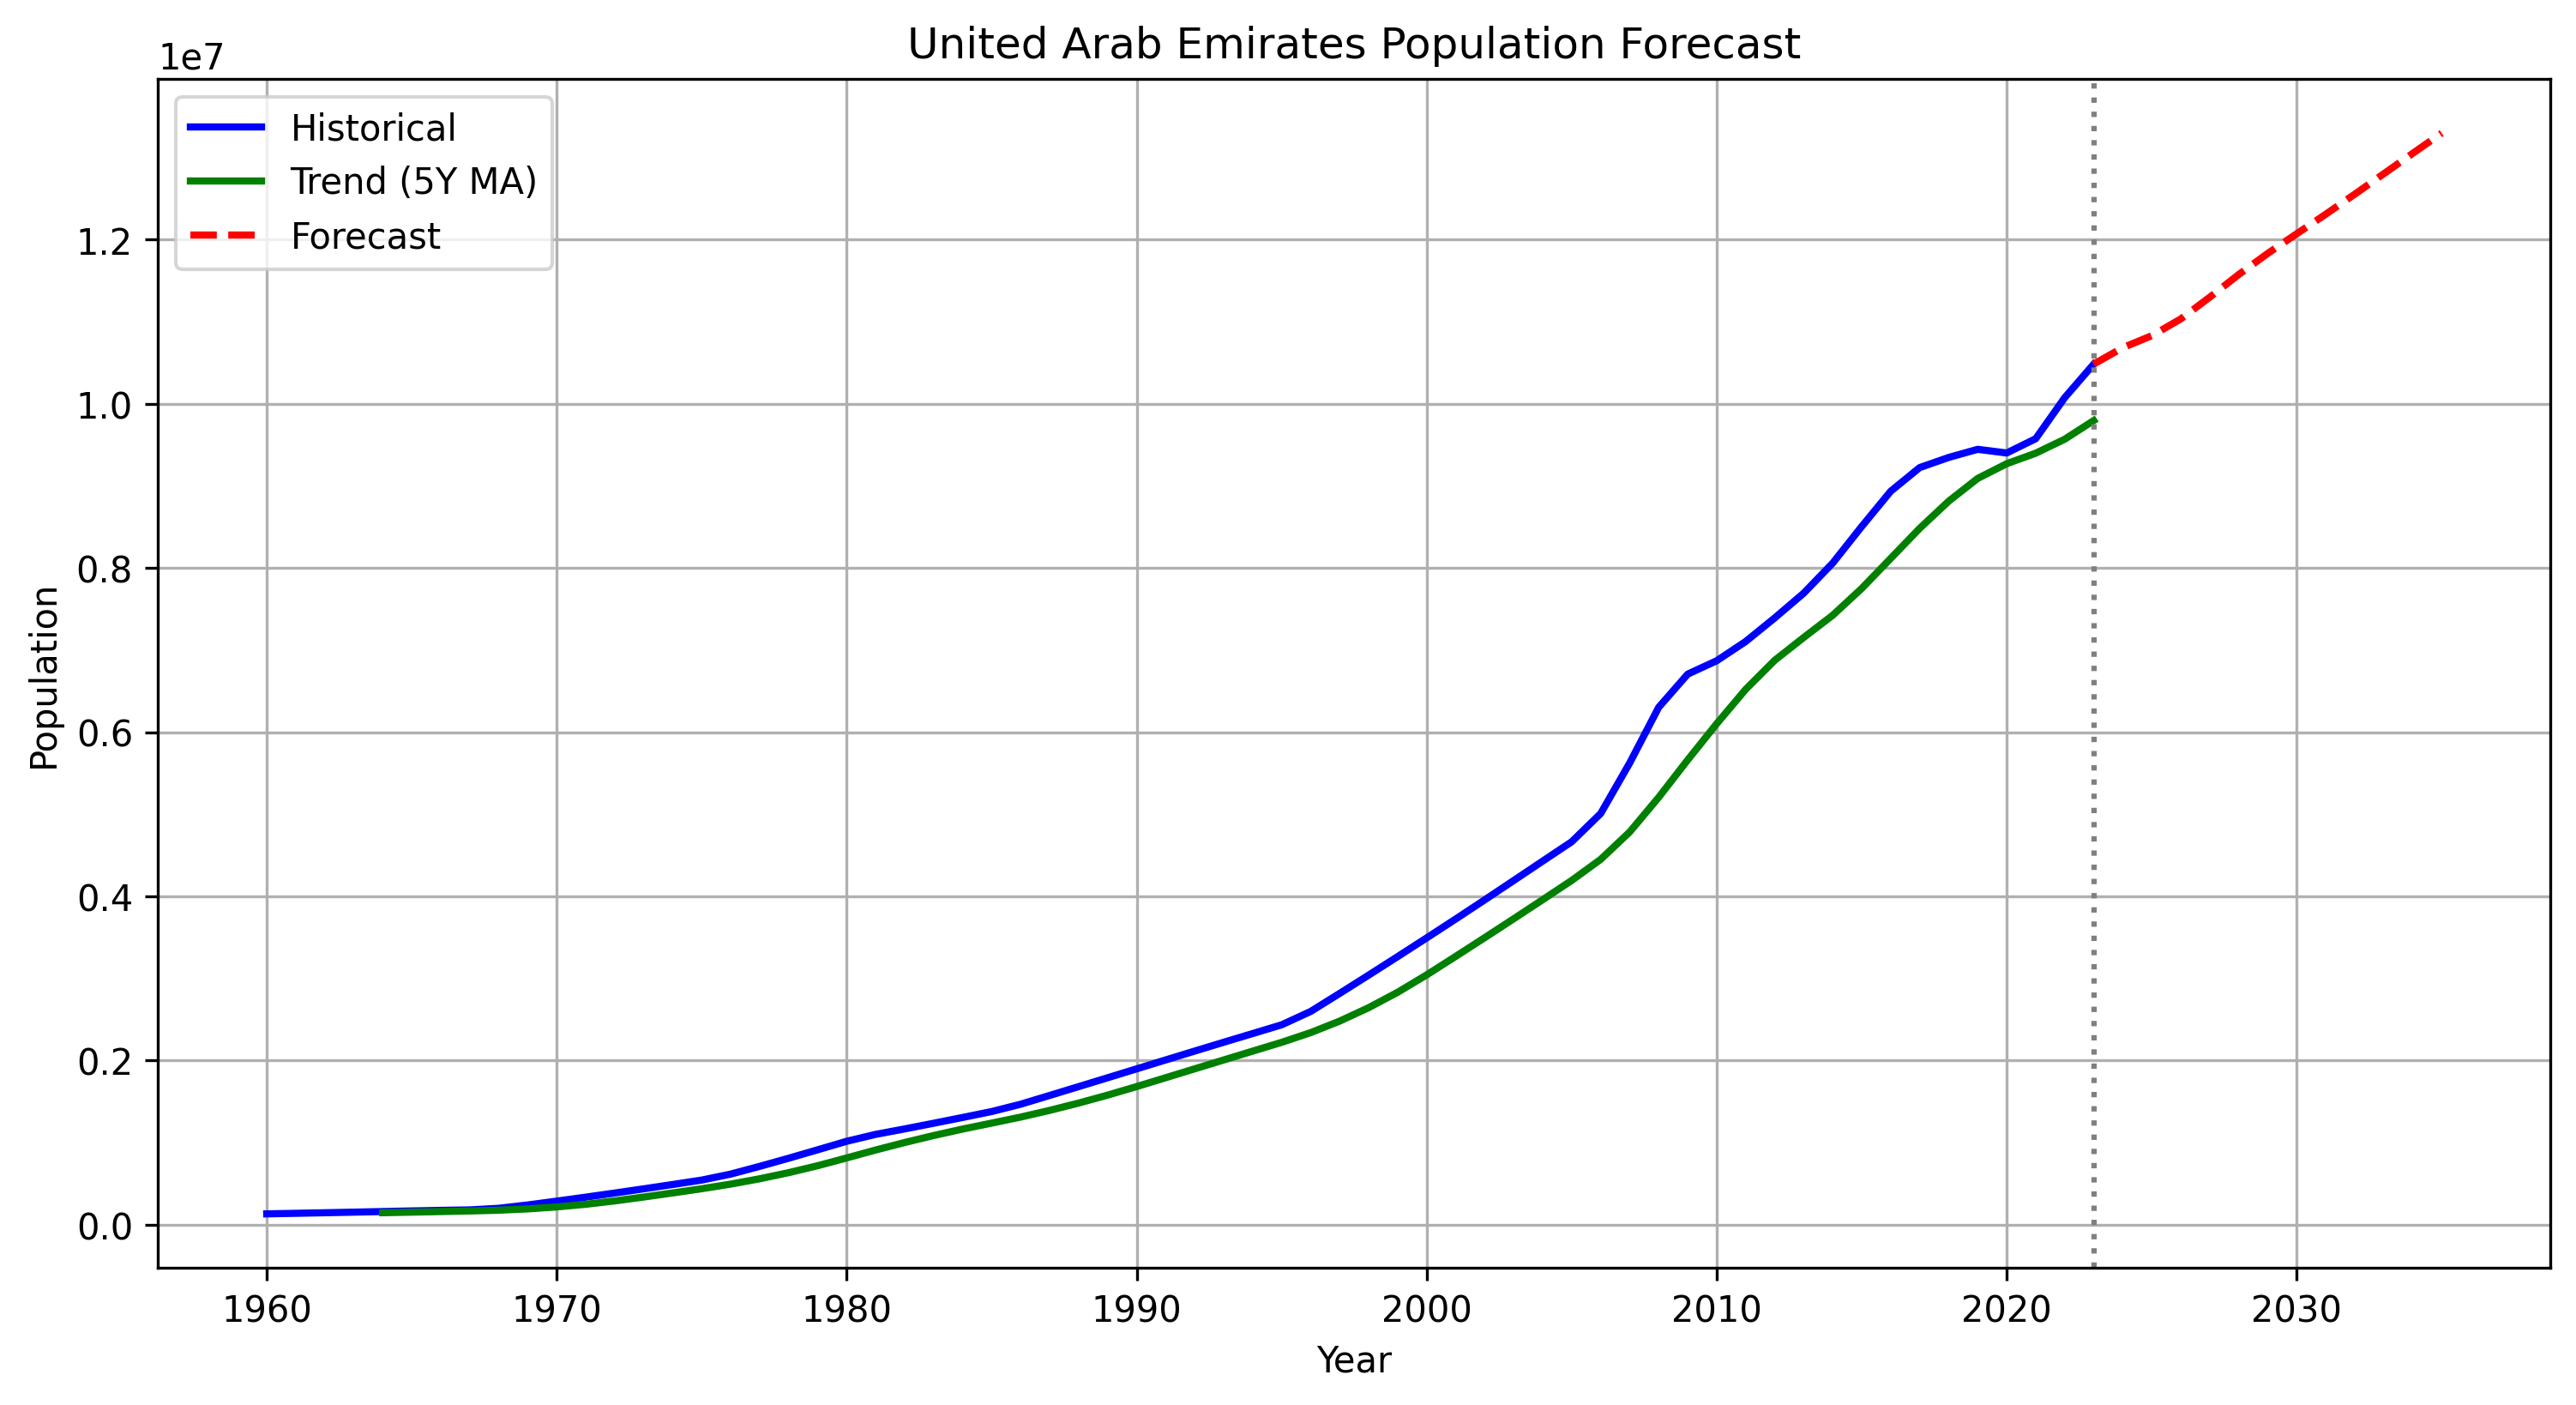 United Arab Emirates Population Forecast
1e7
Historical
Trend (5Y MA)
Forecast
1.2
1.0
0.8
0.6
0.4
0.2
0.0
Population
1960 1970 1980 1990 2000 2010 2020 2030
Year